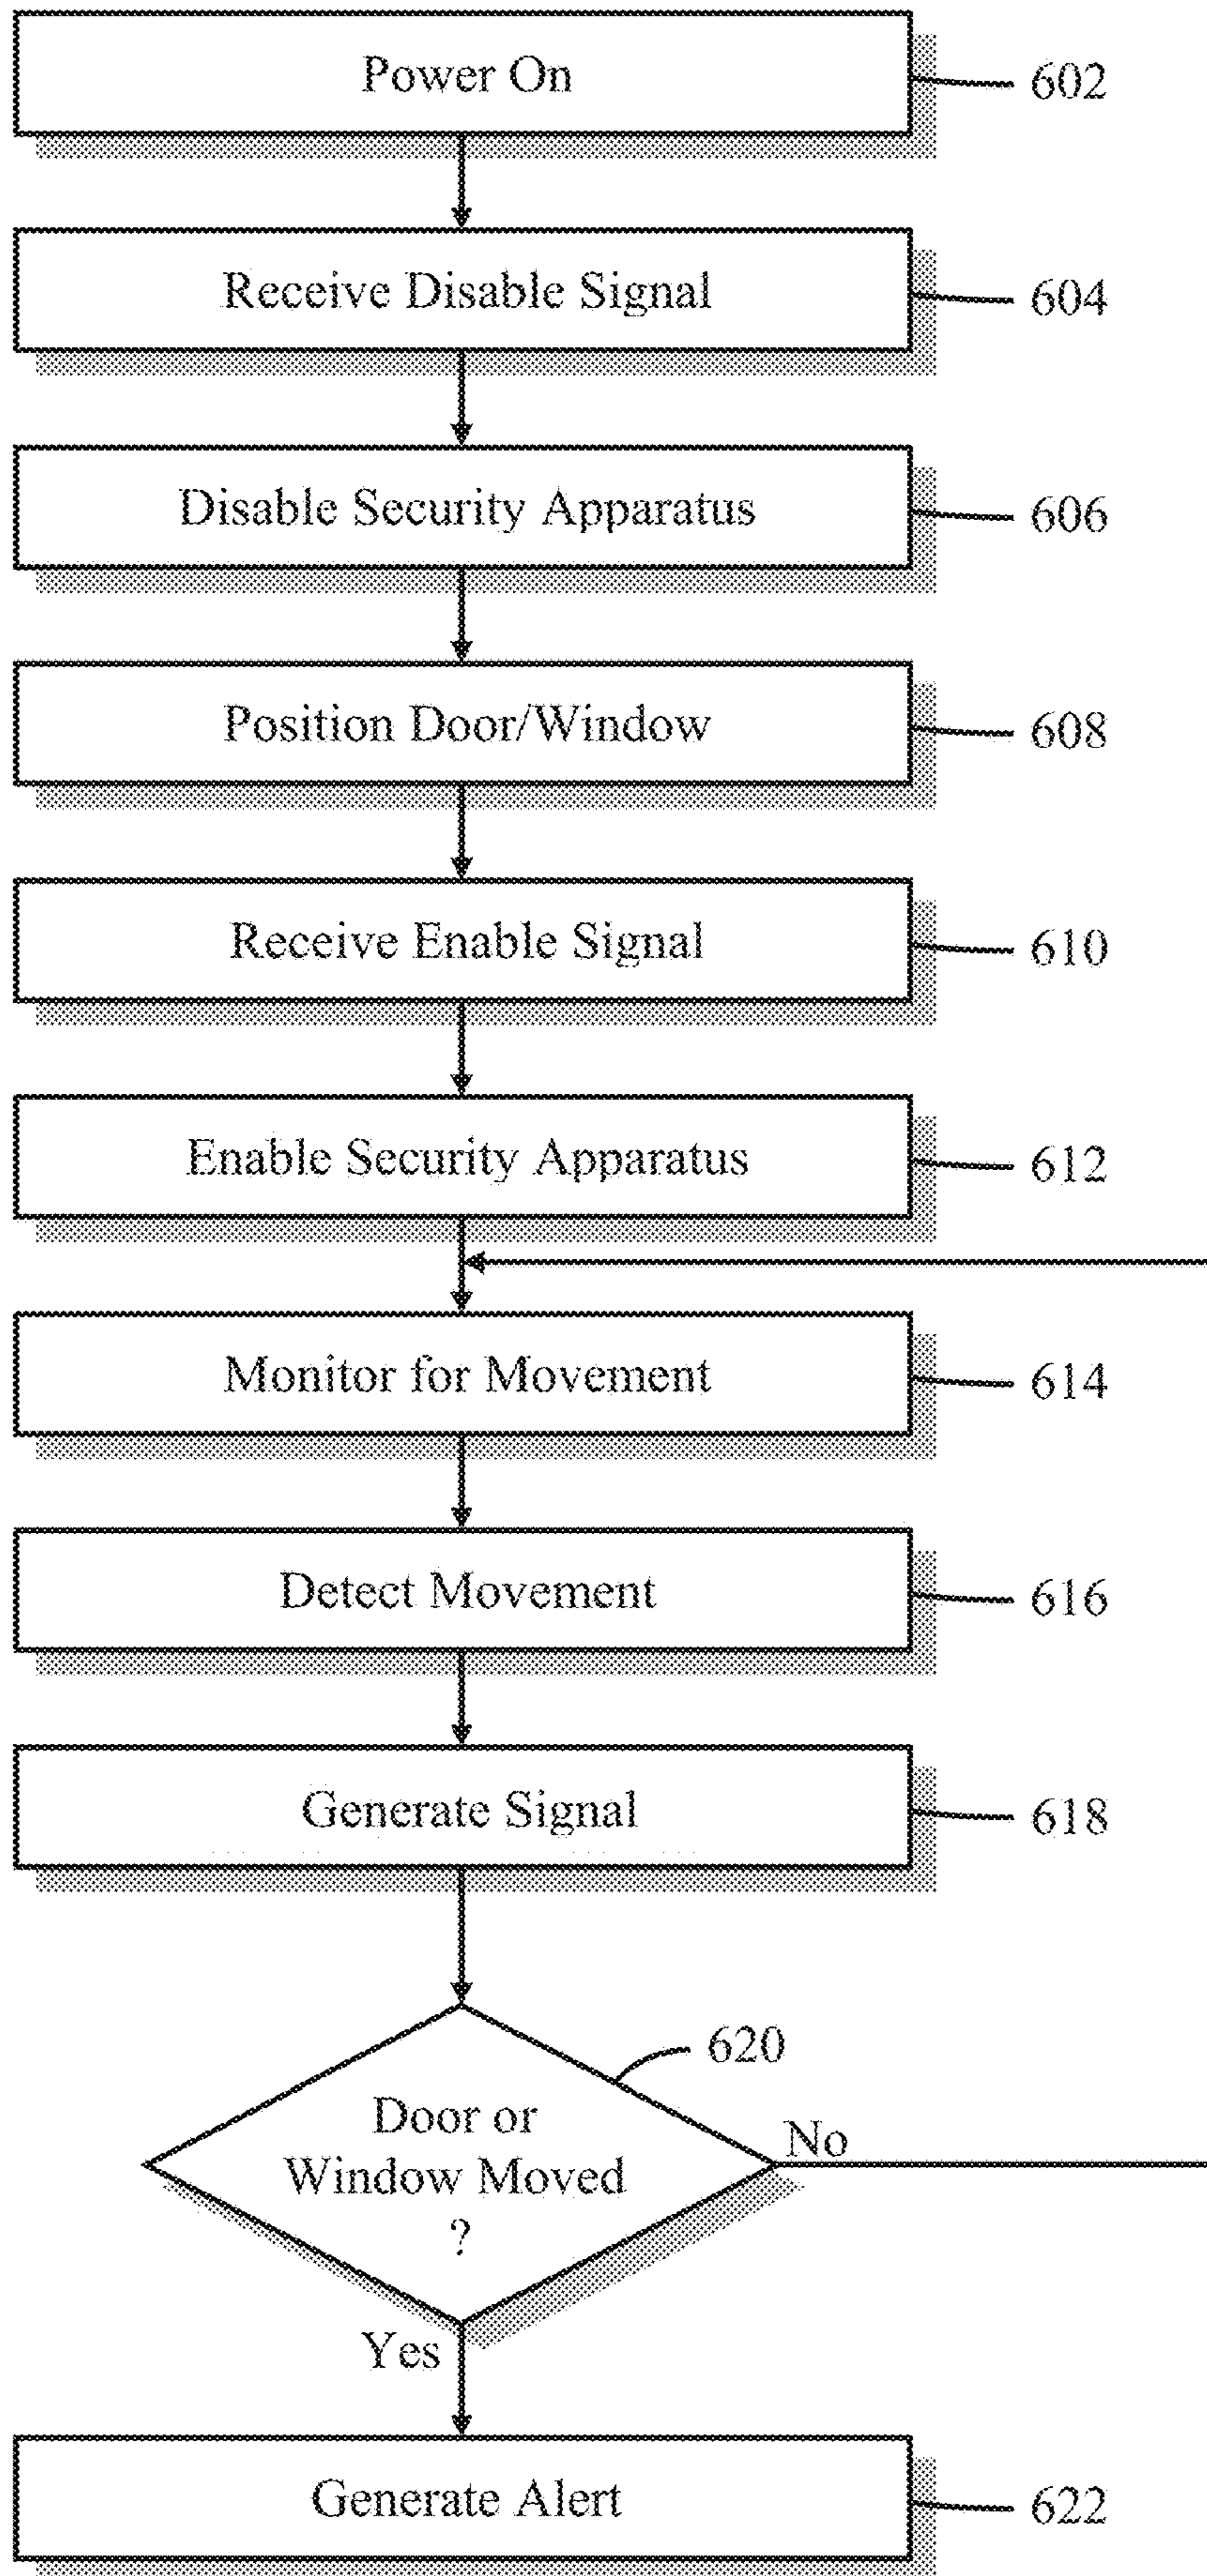 Power On
602
Receive Disable Signal
604
Disable Security Apparatus
606
Position Door/Window
608
Receive Enable Signal
610
Enable Security Apparatus
612
Monitor for Movement
614
Detect Movement
616
Generate Signal
618
620
Door or
Window Moved
?
No
Yes
Generate Alert
622